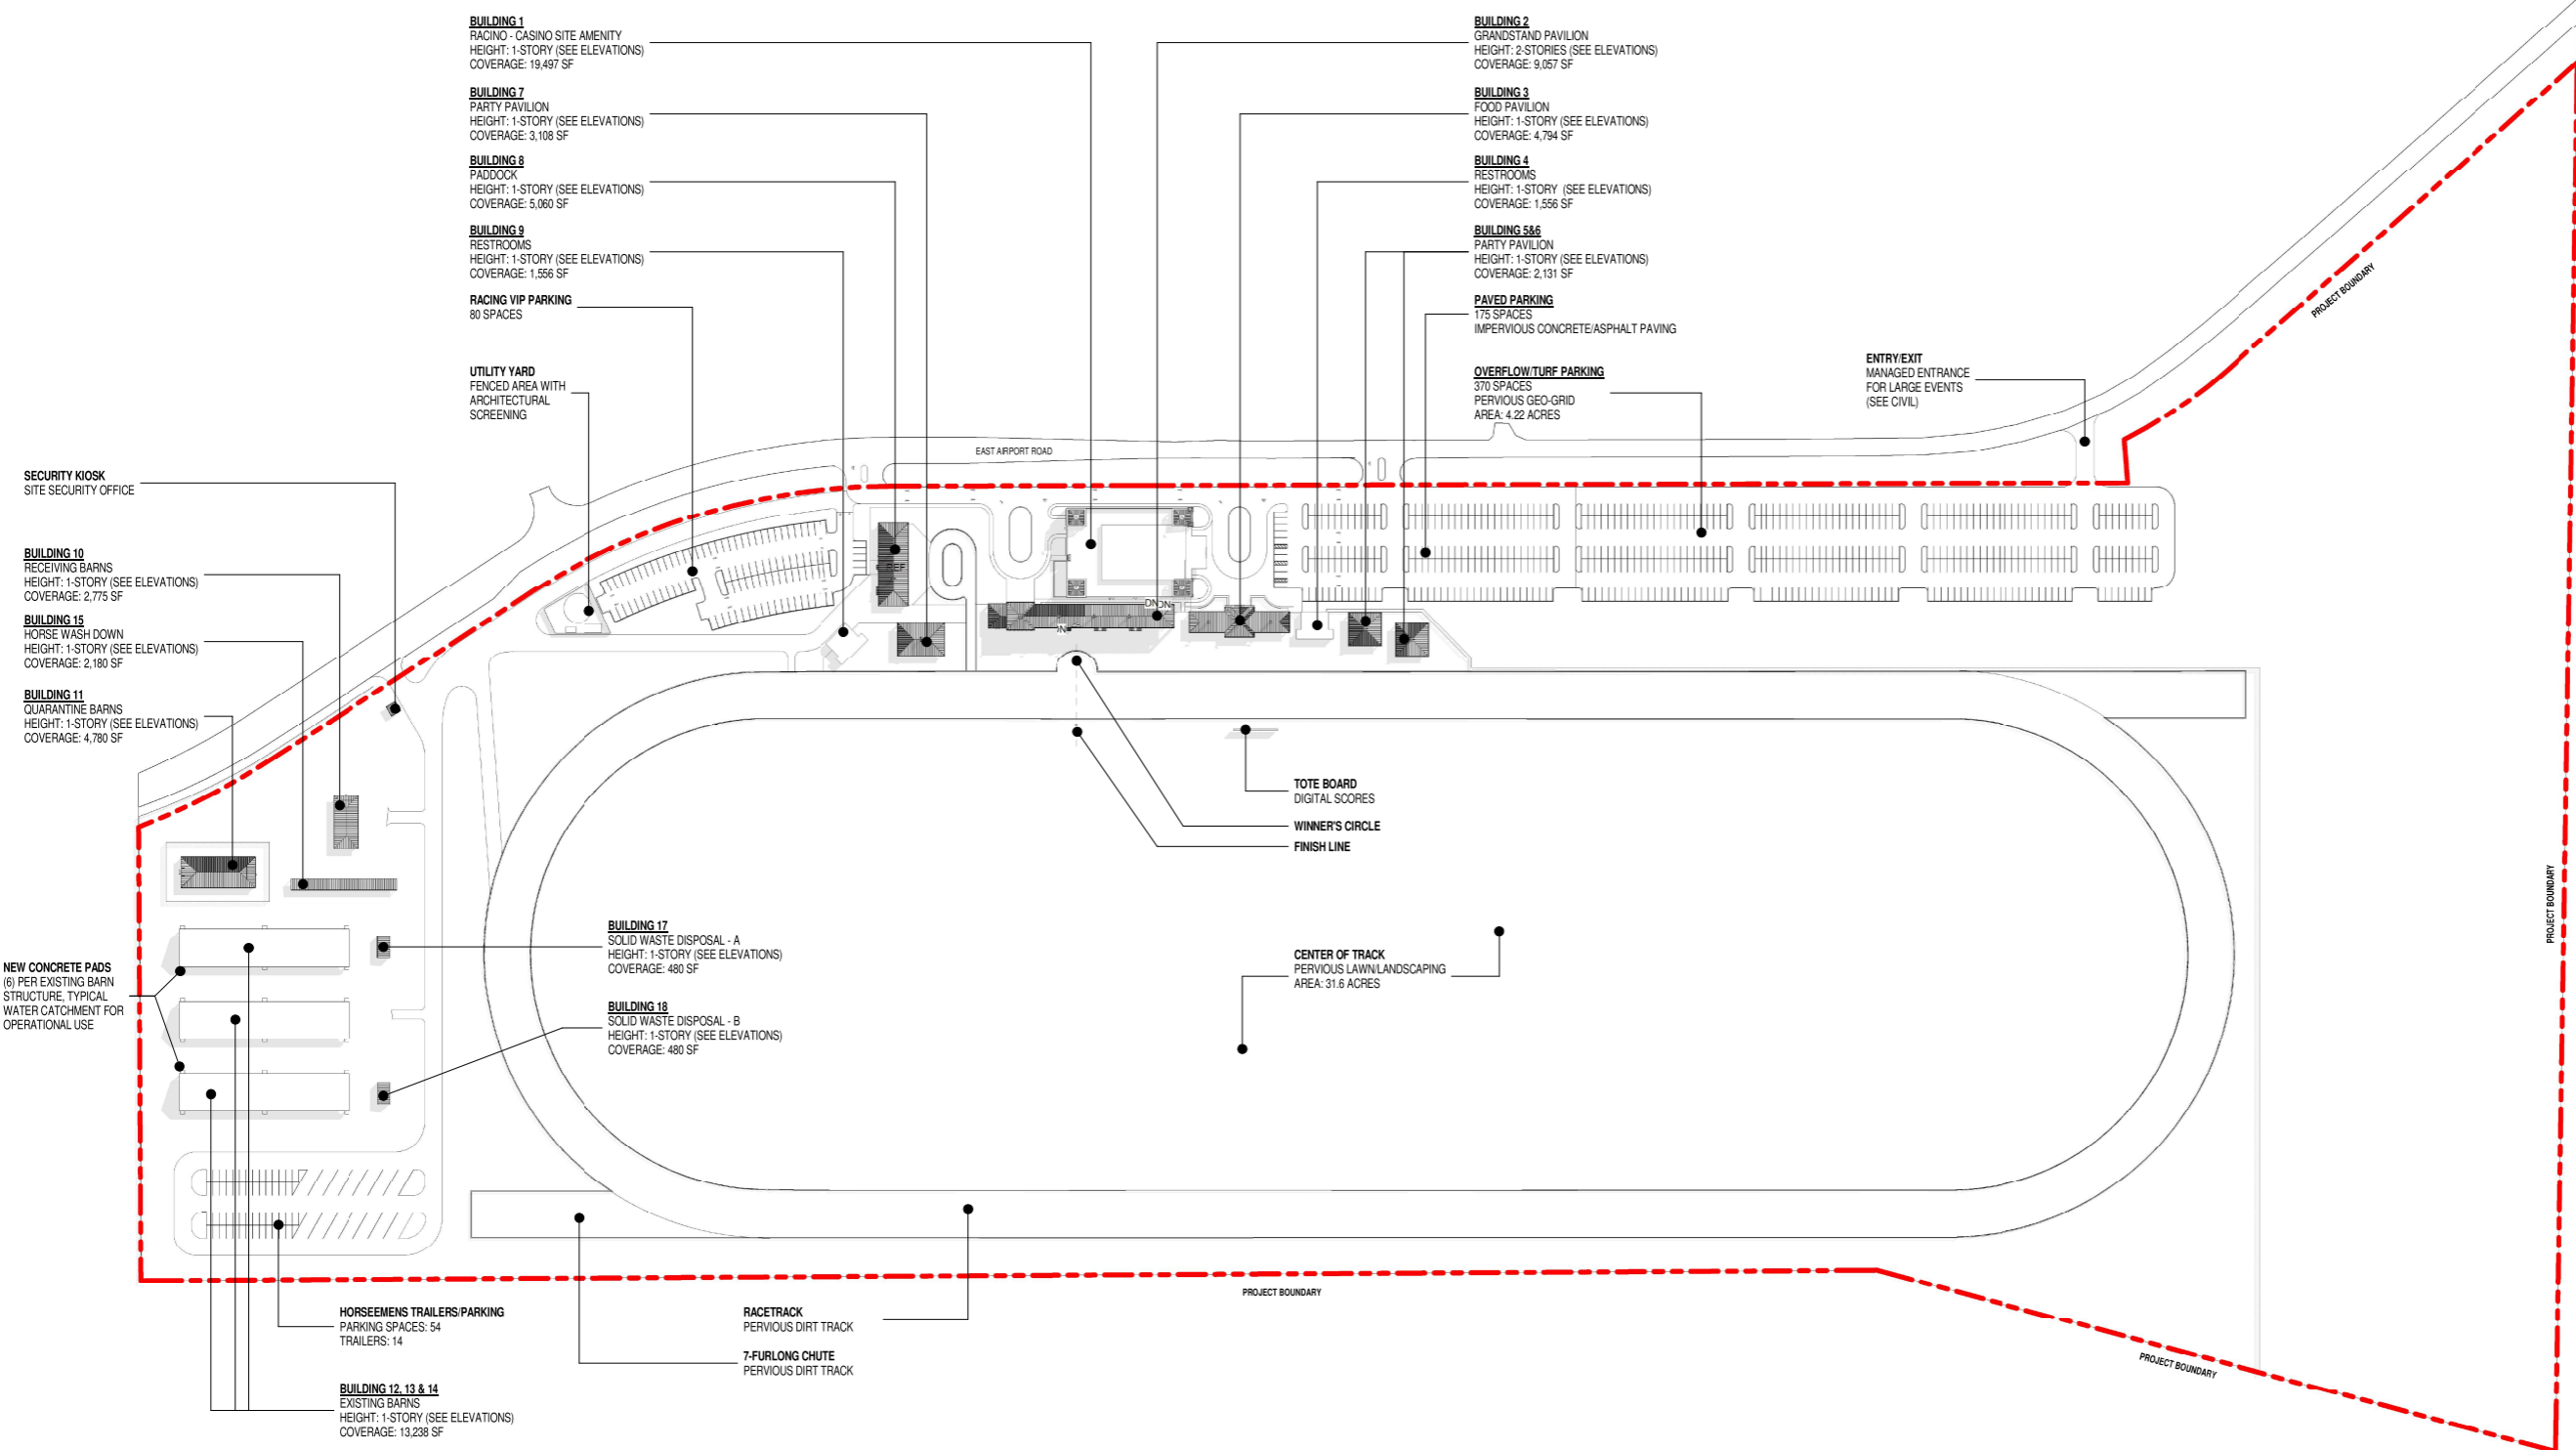 BUILDING 1
RACINO - CASINO SITE AMENITY
HEIGHT: 1-STORY (SEE ELEVATIONS)
COVERAGE: 19,497 SF
BUILDING 7
PARTY PAVILION
HEIGHT: 1-STORY (SEE ELEVATIONS)
COVERAGE: 3,108 SF
BUILDING 8
PADDOCK
HEIGHT: 1-STORY (SEE ELEVATIONS)
COVERAGE: 5,060 SF
BUILDING 9
RESTROOMS
HEIGHT: 1-STORY (SEE ELEVATIONS)
COVERAGE: 1,556 SF
RACING VIP PARKING
80 SPACES
UTILITY YARD
FENCED AREA WITH
ARCHITECTURAL
SCREENING
BUILDING 2
GRANDSTAND PAVILION
HEIGHT: 2-STORIES (SEE ELEVATIONS)
COVERAGE: 9,057 SF
BUILDING 3
FOOD PAVILION
HEIGHT: 1-STORY (SEE ELEVATIONS)
COVERAGE: 4,794 SF
BUILDING 4
RESTROOMS
HEIGHT: 1-STORY (SEE ELEVATIONS)
COVERAGE: 1,556 SF
BUILDING 5&6
PARTY PAVILION
HEIGHT: 1-STORY (SEE ELEVATIONS)
COVERAGE: 2,131 SF
PAVED PARKING
175 SPACES
IMPERVIOUS CONCRETE/ASPHALT PAVING
OVERFLOW/TURF PARKING
370 SPACES
PERVIOUS GEO-GRID
AREA: 4.22 ACRES
ENTRY/EXIT
MANAGED ENTRANCE
FOR LARGE EVENTS
(SEE CIVIL)
PROJECT BOUNDARY
EAST AIRPORT ROAD
SECURITY KIOSK
SITE SECURITY OFFICE
BUILDING 10
RECEIVING BARNS
HEIGHT: 1-STORY (SEE ELEVATIONS)
COVERAGE: 2,775 SF
BUILDING 15
HORSE WASH DOWN
HEIGHT: 1-STORY (SEE ELEVATIONS)
COVERAGE: 2,180 SF
BUILDING 11
QUARANTINE BARNS
HEIGHT: 1-STORY (SEE ELEVATIONS)
COVERAGE: 4,780 SF
REF
TOTE BOARD
DIGITAL SCORES
WINNER'S CIRCLE
FINISH LINE
BUILDING 17
SOLID WASTE DISPOSAL - A
HEIGHT: 1-STORY (SEE ELEVATIONS)
COVERAGE: 480 SF
BUILDING 18
SOLID WASTE DISPOSAL - B
HEIGHT: 1-STORY (SEE ELEVATIONS)
COVERAGE: 480 SF
CENTER OF TRACK
PERVIOUS LAWN/LANDSCAPING
AREA: 31.6 ACRES
PROJECT BOUNDARY
NEW CONCRETE PADS
(6) PER EXISTING BARN
STRUCTURE, TYPICAL
WATER CATCHMENT FOR
OPERATIONAL USE
PROJECT BOUNDARY
HORSEEMENS TRAILERS/PARKING
PARKING SPACES: 54
TRAILERS: 14
RACETRACK
PERVIOUS DIRT TRACK
7-FURLONG CHUTE
PERVIOUS DIRT TRACK
PROJECT BOUNDARY
BUILDING 12, 13 & 14
EXISTING BARNS
HEIGHT: 1-STORY (SEE ELEVATIONS)
COVERAGE: 13,238 SF